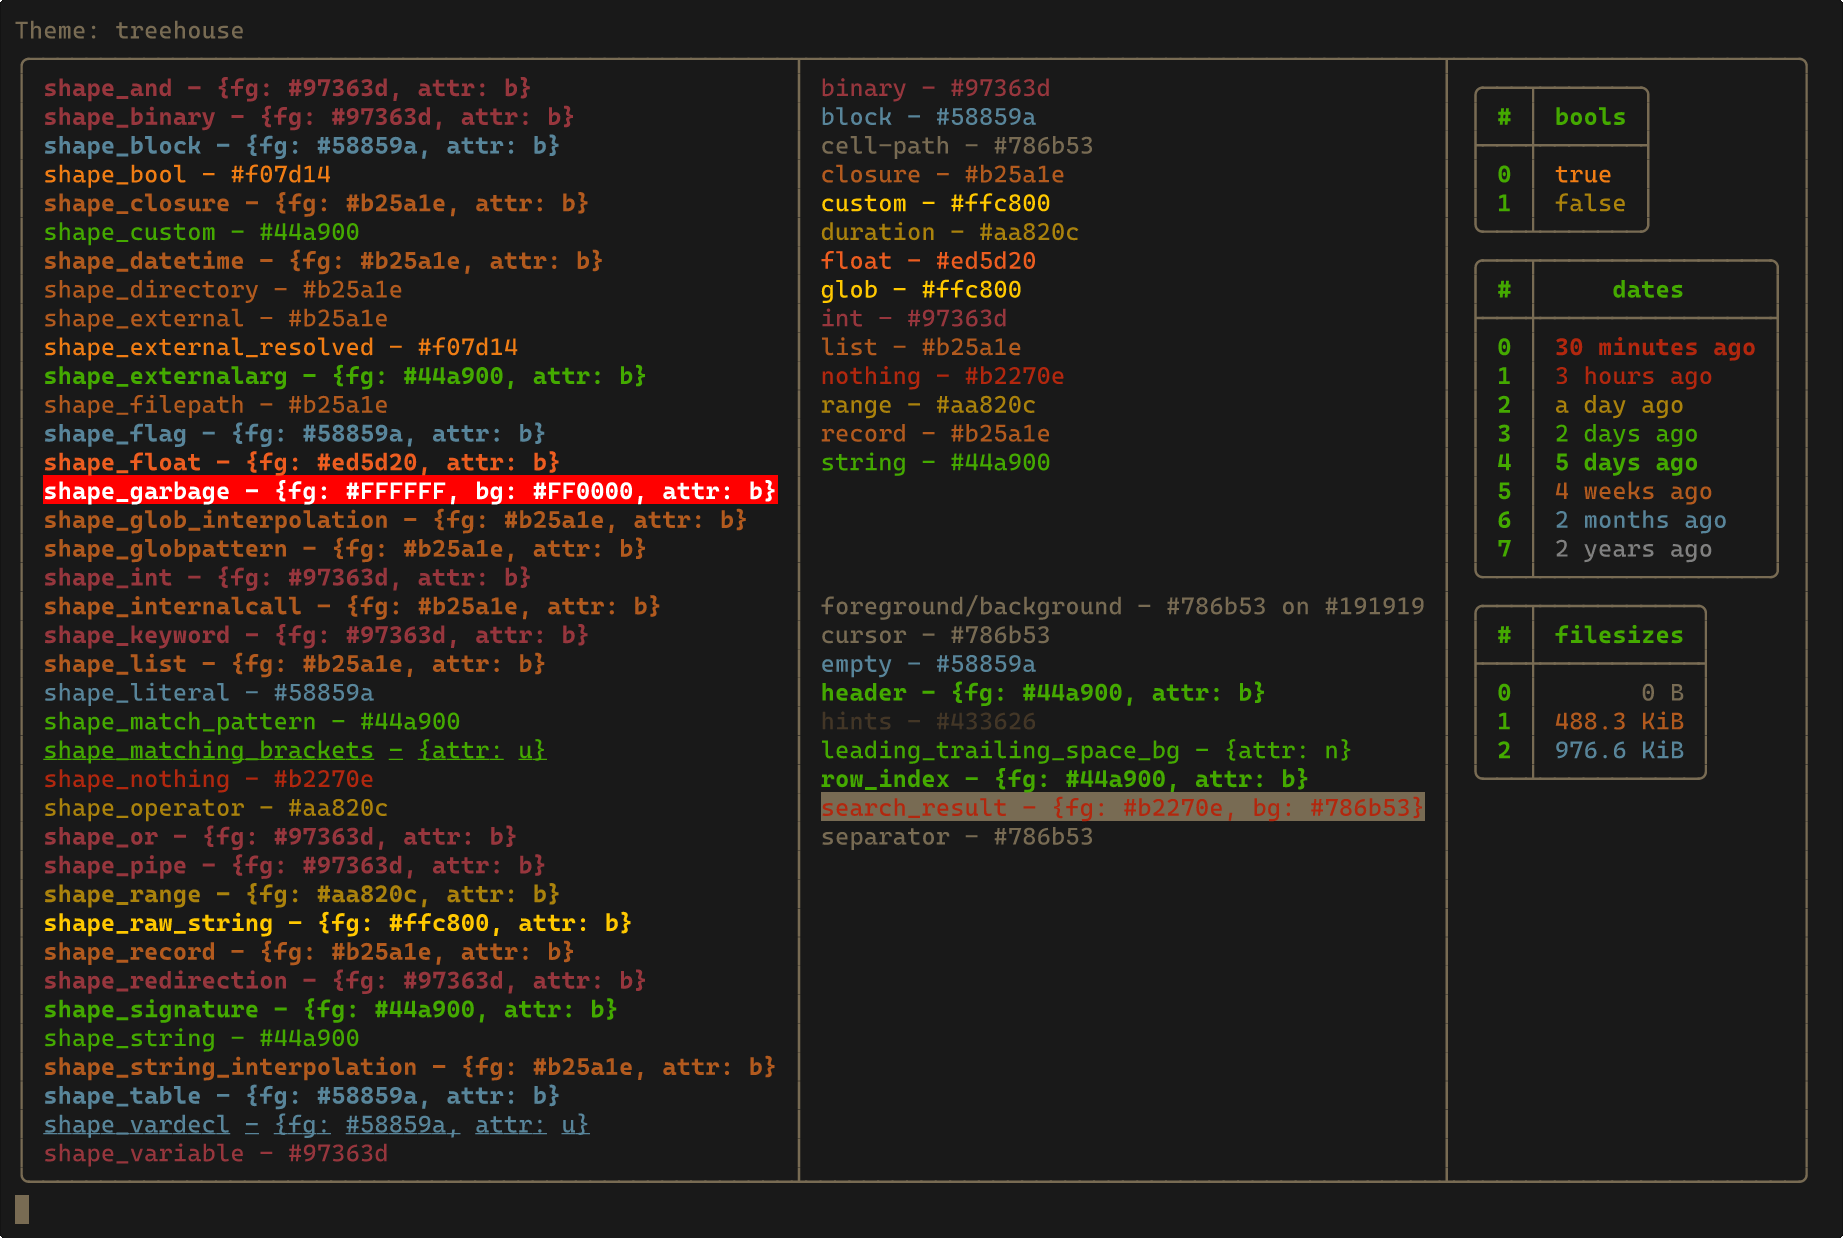 Theme: treehouse
shape_and - {fg: #97363d, attr: b}
shape_binary - {fg: #97363d, attr: b}
shape_block - {fg: #58859a, attr: b}
shape_bool - #f07d14
shape_closure - {fg: #b25a1e, attr: b}
shape_custom - #44a900
shape_datetime - {fg: #b25a1e, attr: b}
shape_directory - #b25a1e
shape_external - #b25a1e
shape_external_resolved - #f07d14
shape_externalarg - {fg: #44a900, attr: b}
shape_filepath - #b25a1e
shape_flag - {fg: #58859a, attr: b}
shape_float - {fg: #ed5d20, attr: b}
shape_garbage - {fg: #FFFFFF, bg: #FF0000, attr: b}
shape_glob_interpolation - {fg: #b25a1e, attr: b}
shape_globpattern - {fg: #b25a1e, attr: b}
shape_int - {fg: #97363d, attr: b}
shape_internalcall - {fg: #b25a1e, attr: b}
shape_keyword - {fg: #97363d, attr: b}
shape_list - {fg: #b25a1e, attr: b}
shape_literal - #58859a
shape_match_pattern - #44a900
shape_matching_brackets - {attr: u}
shape_nothing - #b2270e
shape_operator - #aa820c
shape_or - {fg: #97363d, attr: b}
shape_pipe - {fg: #97363d, attr: b}
shape_range - {fg: #aa820c, attr: b}
shape_raw_string - {fg: #ffc800, attr: b}
shape_record - {fg: #b25a1e, attr: b}
shape_redirection - {fg: #97363d, attr: b}
shape_signature - {fg: #44a900, attr: b}
shape_string - #44a900
shape_string_interpolation - {fg: #b25a1e, attr: b}
shape_table - {fg: #58859a, attr: b}
shape_vardecl - {fg: #58859a, attr: u}
shape_variable - #97363d
binary - #97363d
block - #58859a
cell-path - #786b53
closure - #b25a1e
custom - #ffc800
duration - #aa820c
float - #ed5d20
glob - #ffc800
int - #97363d
list - #b25a1e
nothing - #b2270e
range - #aa820c
record - #b25a1e
string - #44a900
foreground/background - #786b53 on #191919
cursor - #786b53
empty - #58859a
header - {fg: #44a900, attr: b}
hints - #433626
leading_trailing_space_bg - {attr: n}
row_index - {fg: #44a900, attr: b}
search_result - {fg: #b2270e, bg: #786b53}
separator - #786b53
# bools
0 true
1 false
# dates
0 30 minutes ago
1 3 hours ago
2 a day ago
3 2 days ago
4 5 days ago
5 4 weeks ago
6 2 months ago
7 2 years ago
# filesizes
0 0 B
1 488.3 KiB
2 976.6 KiB